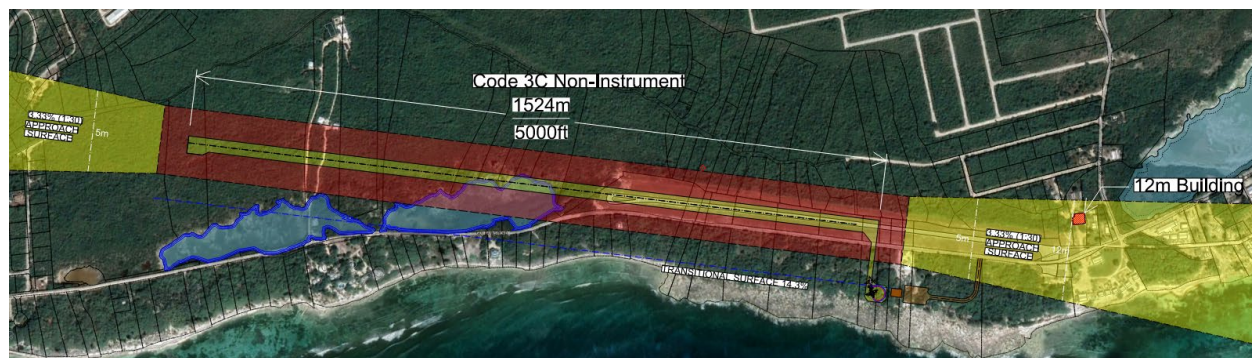 Code 3C Non-Instrument
1524m
5000ft
3.33% (1:30)
APPROACH
SURFACE
5m
12m Building
5m
3.33% (1:30)
APPROACH
SURFACE
12m
TRANSITIONAL SURFACE 14.3%